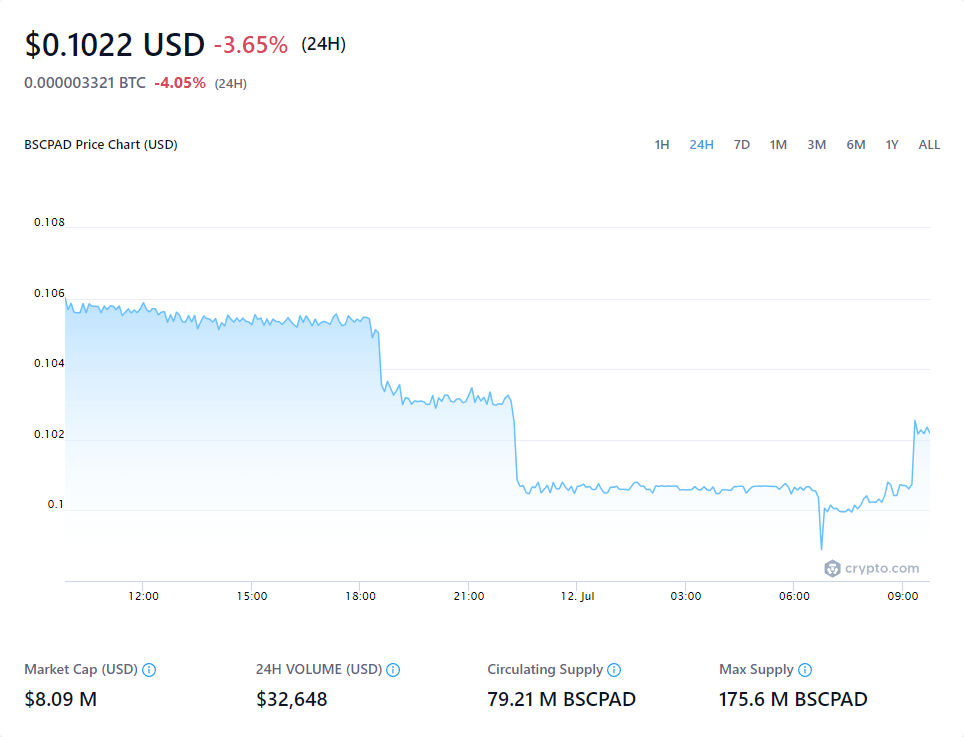 $0.1022 USD -3.65% (24H)
0.000003321 BTC -4.05% (24H)
BSCPAD Price Chart (USD) 1H 24H 7D 1M 3M 6M 1Y ALL
0.108
0.106
0.104
0.102
0.1
crypto.com
12:00 15:00 18:00 21:00 12. Jul 03:00 06:00 09:00
Market Cap (USD) 24H VOLUME (USD) Circulating Supply Max Supply
$8.09 M $32,648 79.21 M BSCPAD 175.6 M BSCPAD